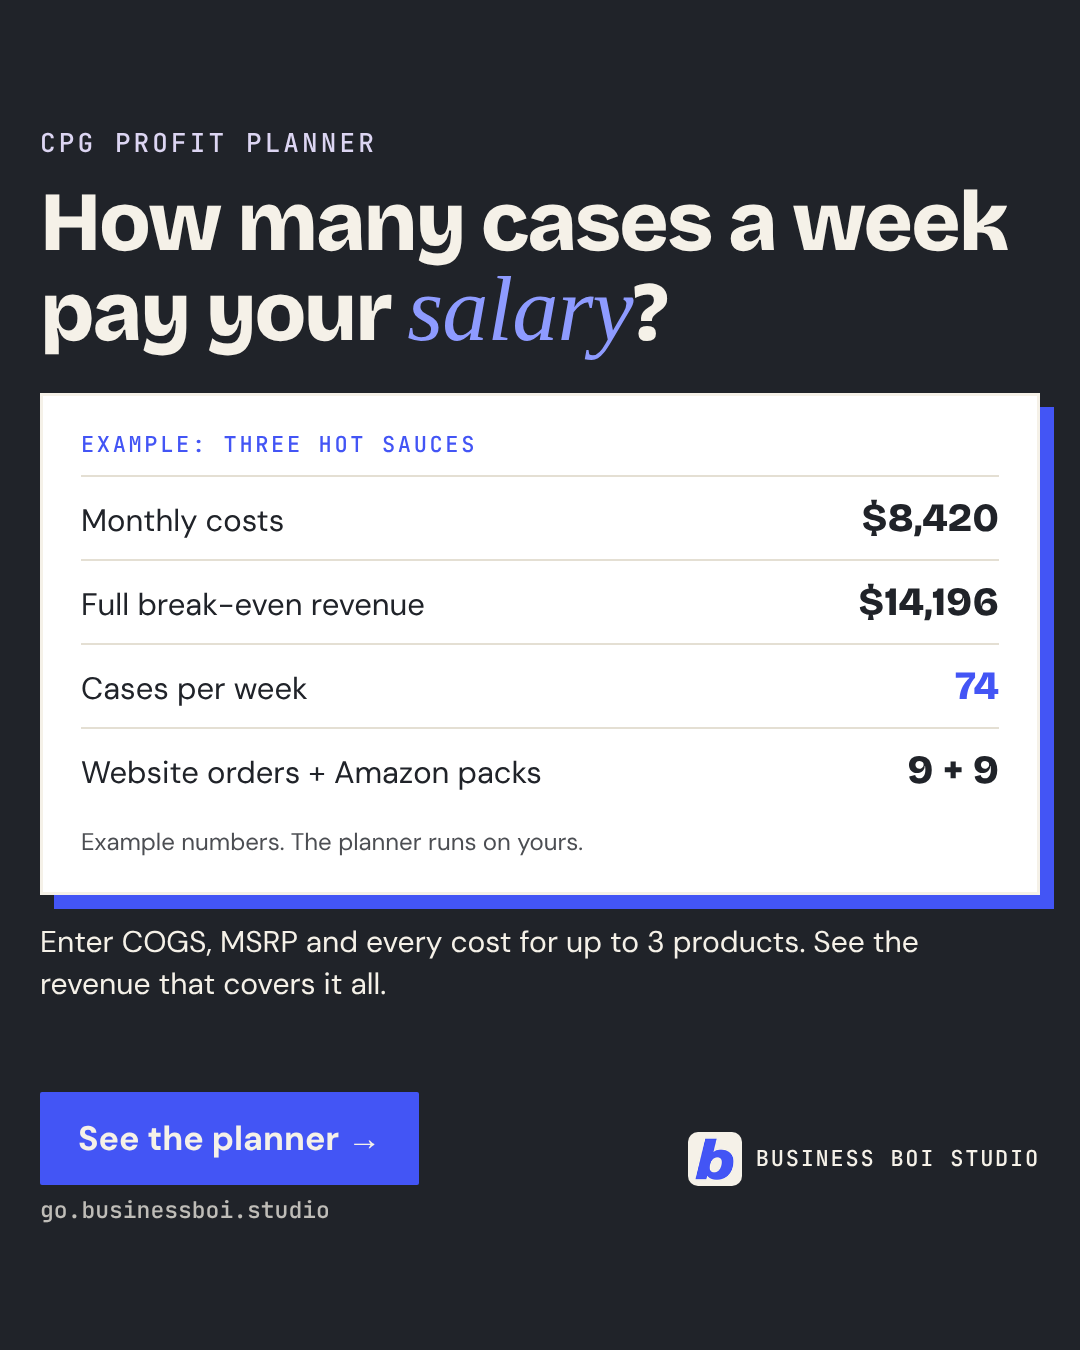 CPG PROFIT PLANNER
How many cases a week
pay your salary?
EXAMPLE: THREE HOT SAUCES
Monthly costs $8,420
Full break-even revenue $14,196
Cases per week 74
Website orders + Amazon packs 9 + 9
Example numbers. The planner runs on yours.
Enter COGS, MSRP and every cost for up to 3 products. See the
revenue that covers it all.
See the planner →
b BUSINESS BOI STUDIO
go.businessboi.studio